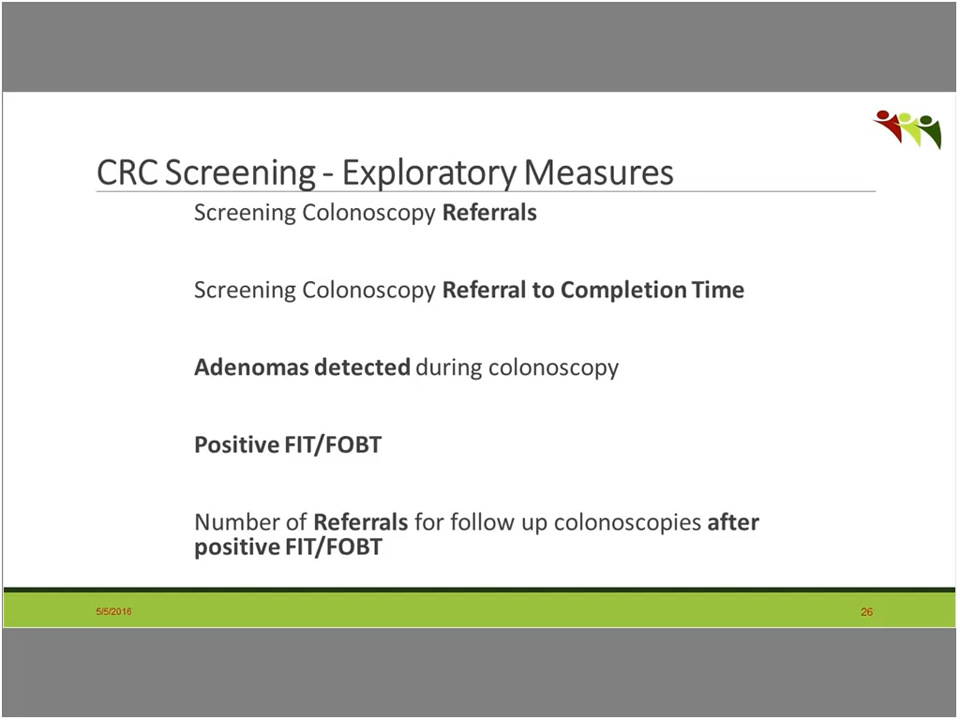 CRC Screening - Exploratory Measures
Screening Colonoscopy Referrals
Screening Colonoscopy Referral to Completion Time
Adenomas detected during colonoscopy
Positive FIT/FOBT
Number of Referrals for follow up colonoscopies after
positive FIT/FOBT
5/5/2016
26